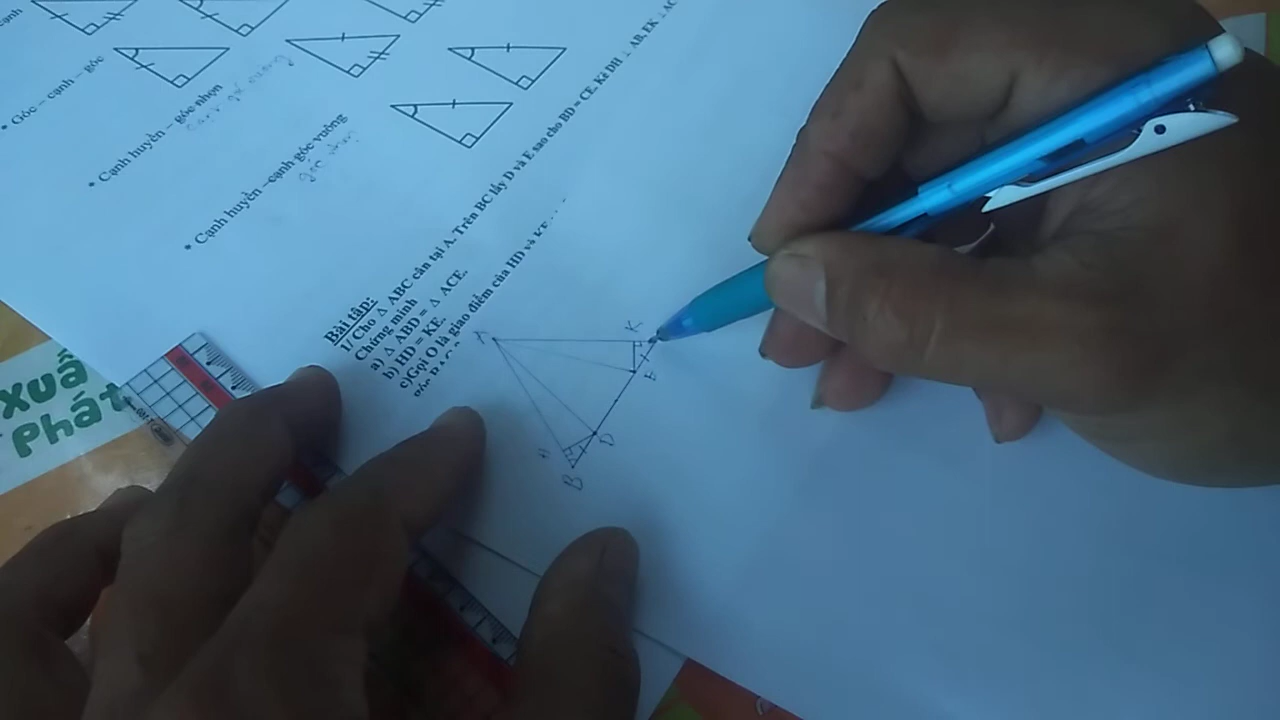 cạnh
• Góc – cạnh – góc
• Cạnh huyền – góc nhọn
• Cạnh huyền –cạnh góc vuông
Bài tập:
1/ Cho △ ABC cân tại A. Trên BC lấy D và E sao cho BD = CE. Kẻ DH ⊥ AB, EK ⊥ AC
Chứng minh
a) △ ABD = △ ACE.
b) HD = KE.
c)Gọi O là giao điểm của HD và KE
A
K
E
D
H
B
XUẤ
PHÁT